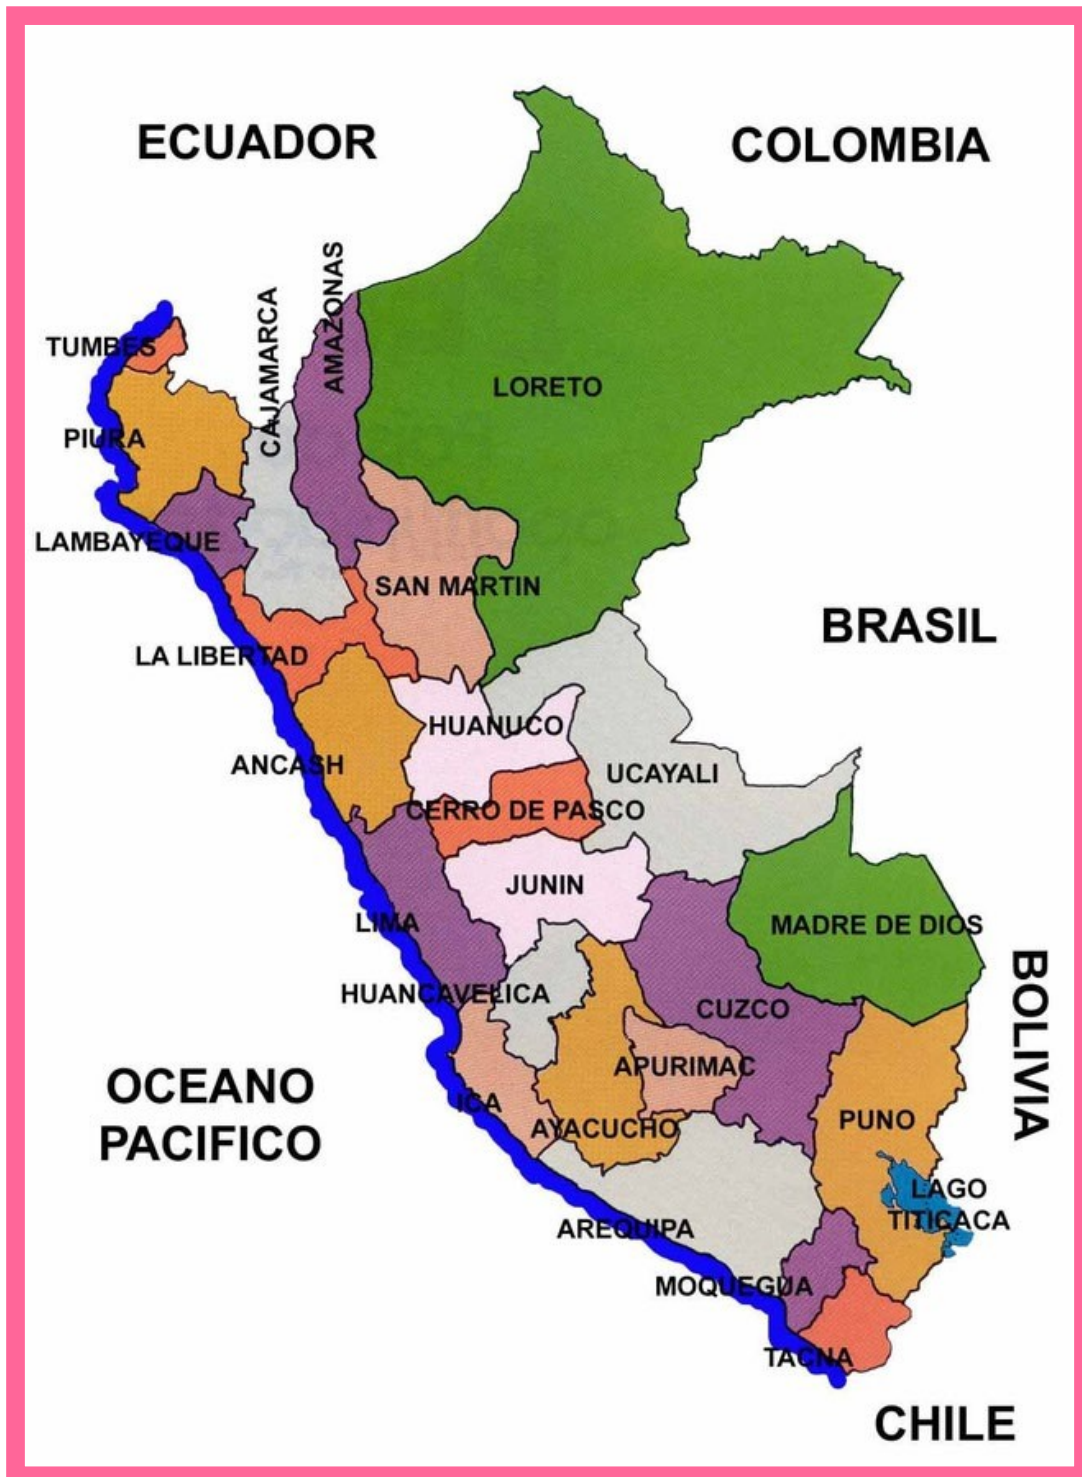 ECUADOR
COLOMBIA
CAJAMARCA
AMAZONAS
TUMBES
LORETO
PIURA
LAMBAYEQUE
SAN MARTIN
BRASIL
LA LIBERTAD
HUANUCO
ANCASH
UCAYALI
CERRO DE PASCO
JUNIN
LIMA
MADRE DE DIOS
HUANCAVELICA
CUZCO
BOLIVIA
APURIMAC
OCEANO
PACIFICO
ICA
AYACUCHO
PUNO
LAGO
TITICACA
AREQUIPA
MOQUEGUA
TACNA
CHILE